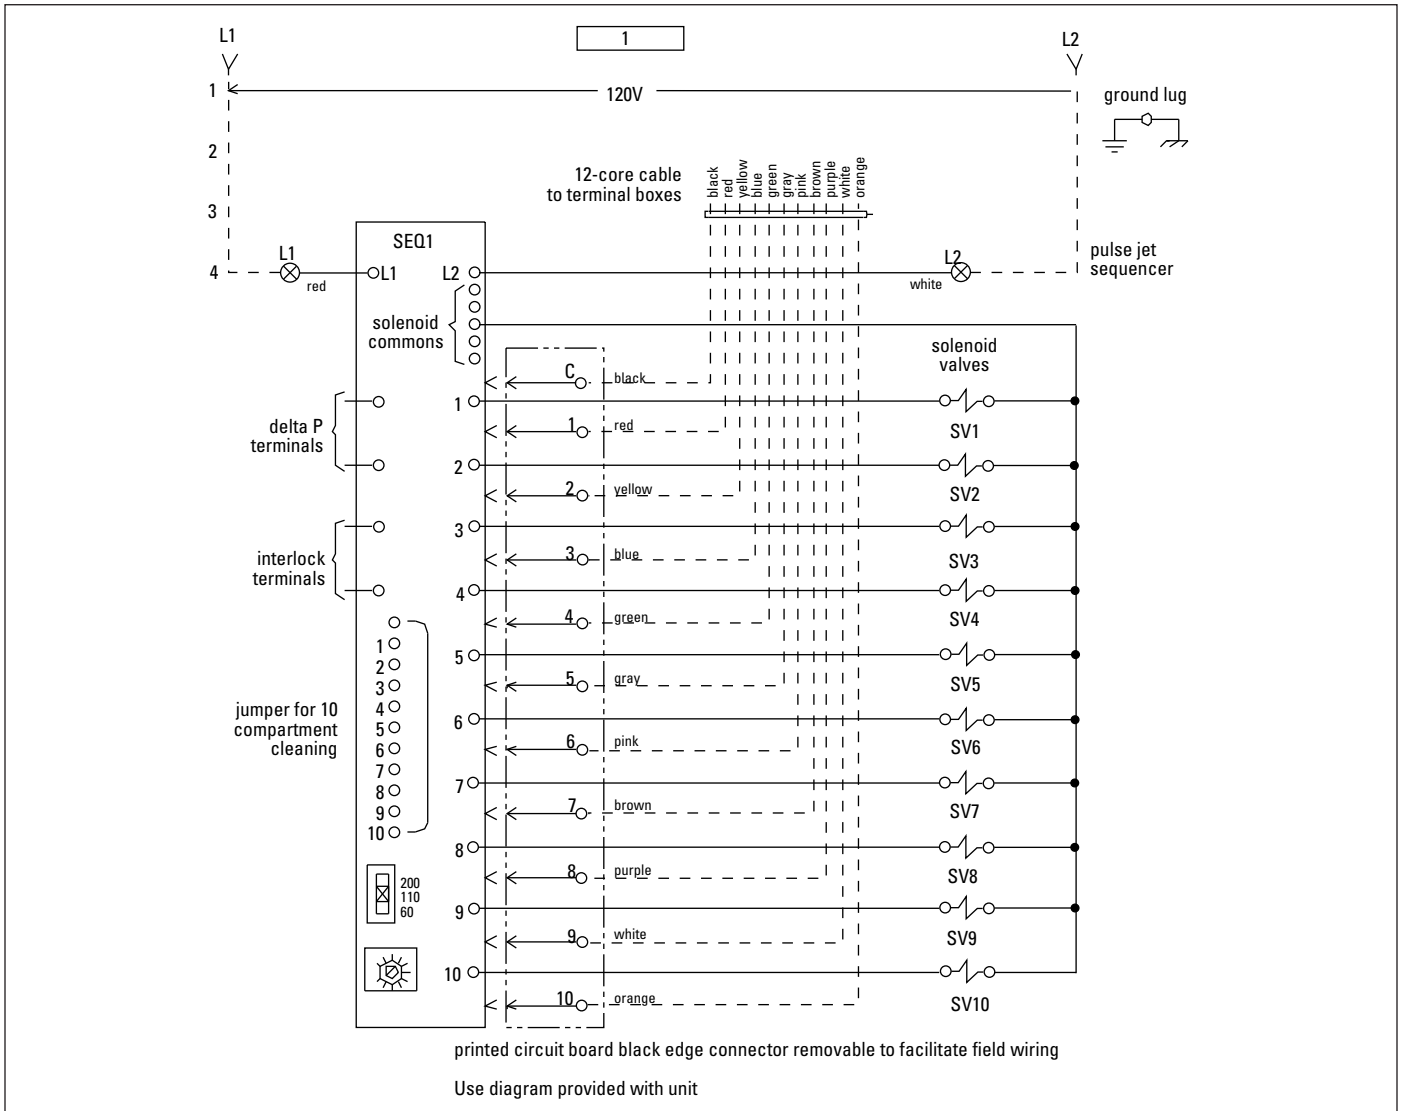 L1
1
L2
1
120V
ground lug
2
12-core cable
to terminal boxes
black
red
yellow
blue
green
gray
pink
brown
purple
white
orange
3
SEQ1
pulse jet
sequencer
4
L1
red
L1
L2
L2
white
solenoid
commons
solenoid
valves
C
black
delta P
terminals
1
SV1
1
red
2
SV2
2
yellow
3
SV3
3
blue
interlock
terminals
4
SV4
4
green
5
SV5
5
gray
6
SV6
6
pink
7
SV7
7
brown
8
SV8
8
purple
9
SV9
9
white
10
SV10
10
orange
jumper for 10
compartment
cleaning
1
2
3
4
5
6
7
8
9
10
200
110
60
printed circuit board black edge connector removable to facilitate field wiring
Use diagram provided with unit